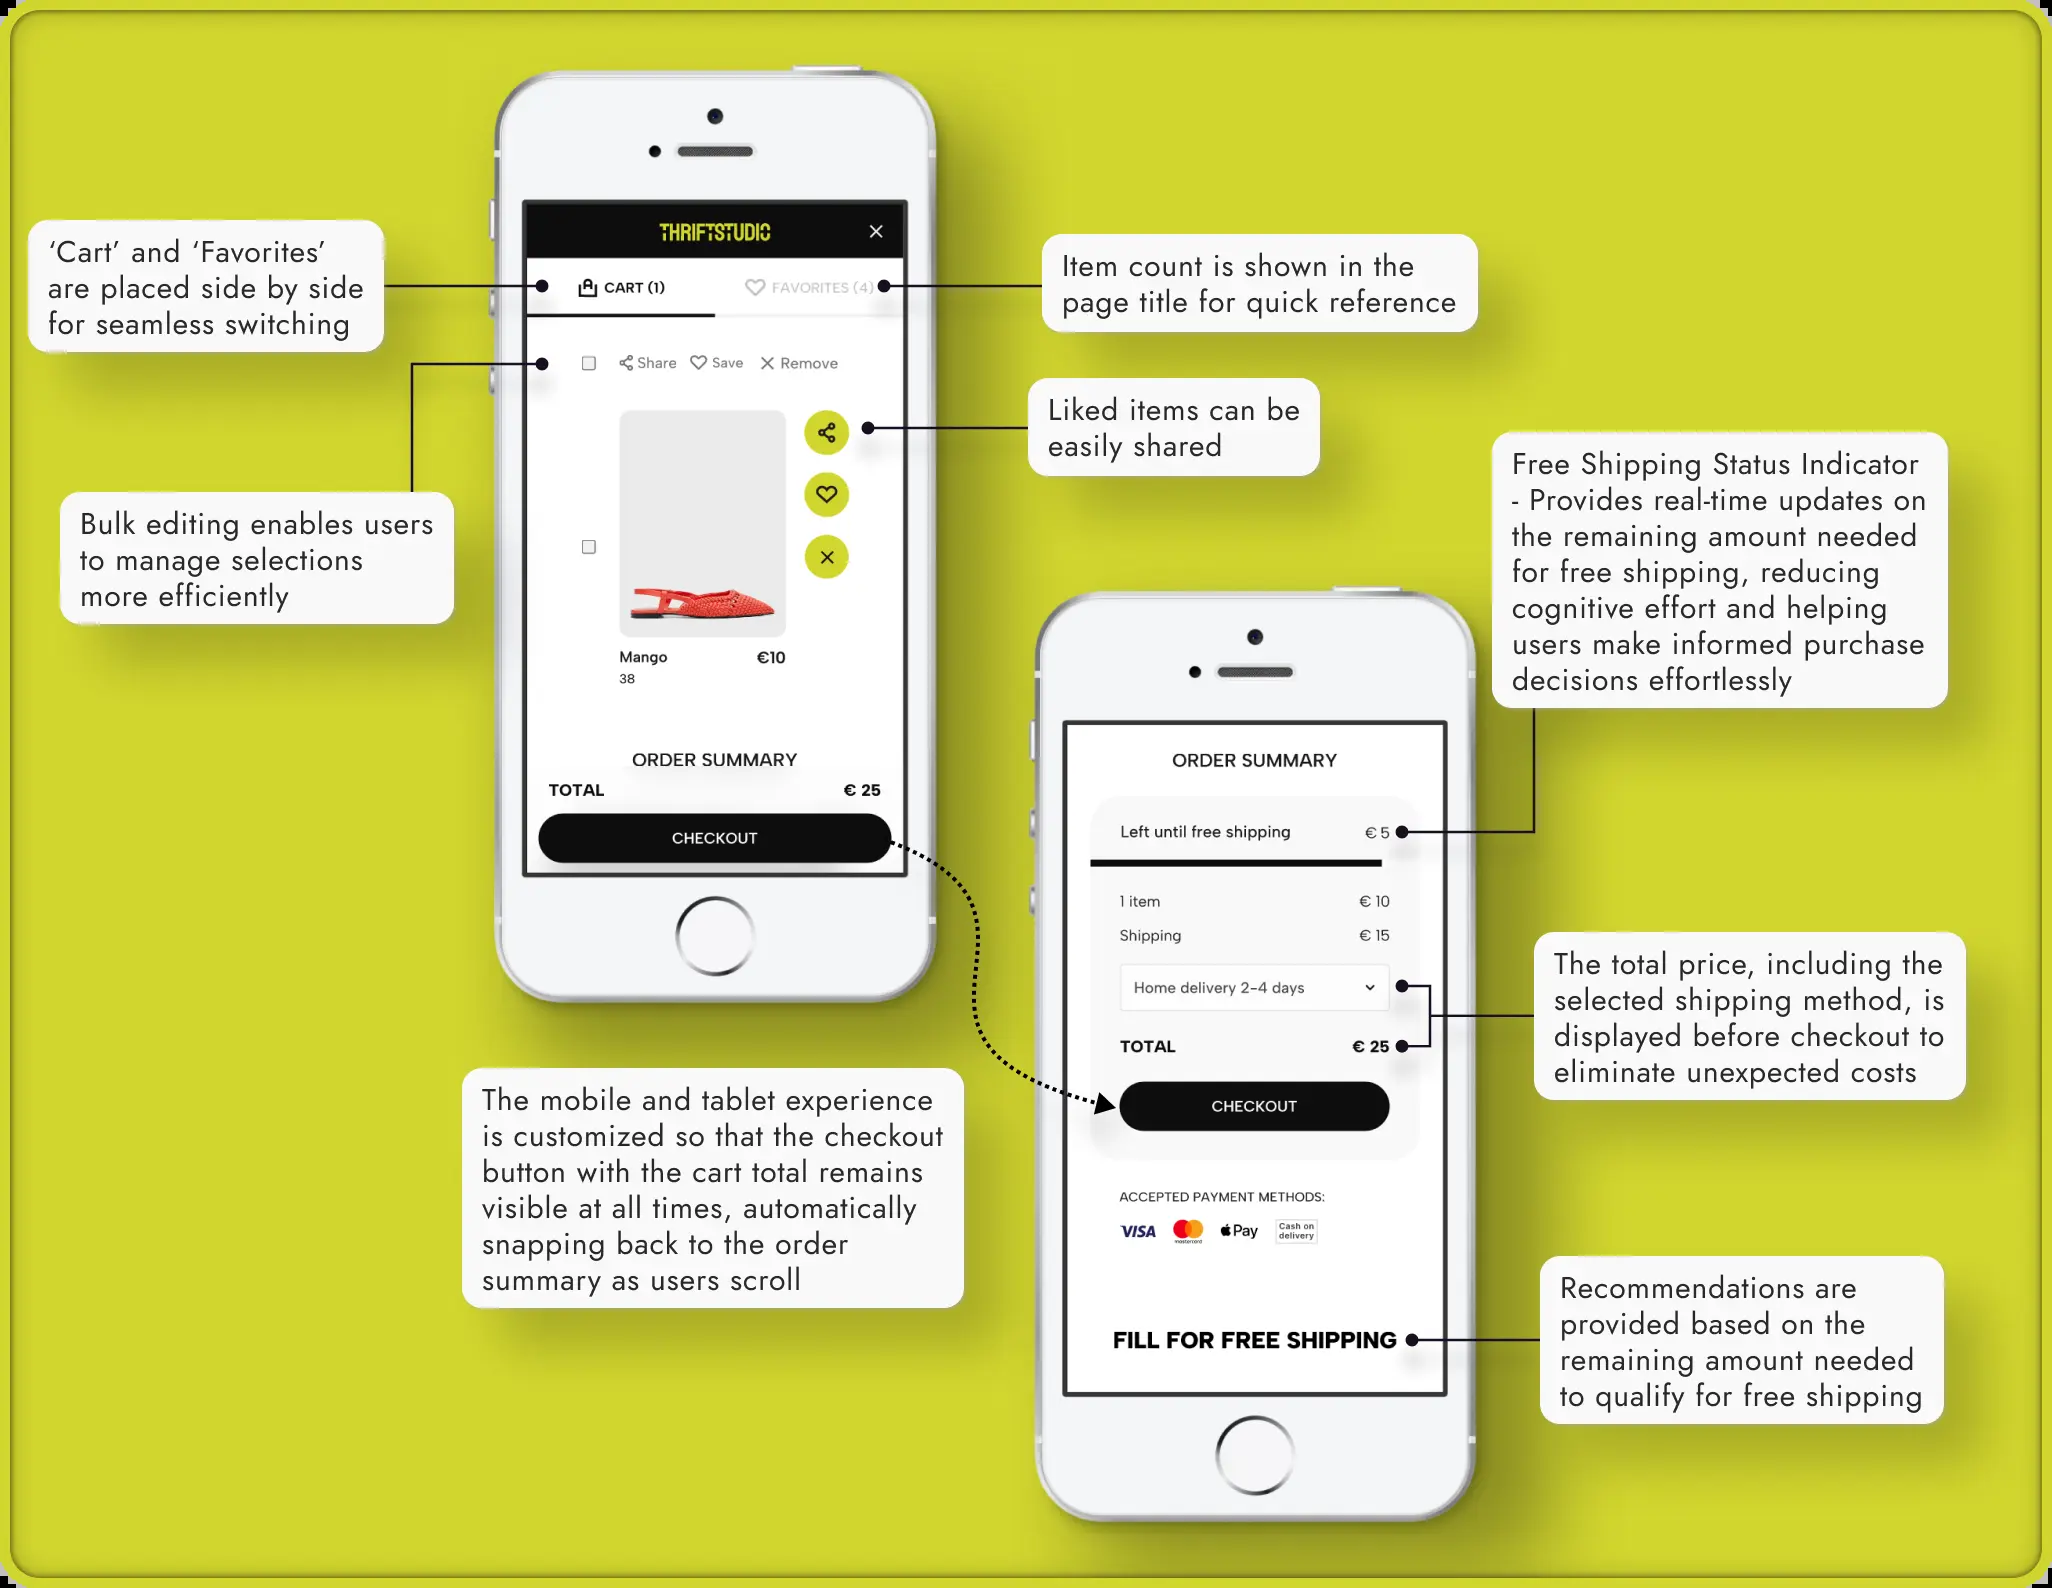 THRIFTSTUDIO
CART (1)
FAVORITES (4)
Share
Save
Remove
Mango
€10
38
ORDER SUMMARY
TOTAL
€ 25
CHECKOUT
‘Cart’ and ‘Favorites’
are placed side by side
for seamless switching
Item count is shown in the
page title for quick reference
Liked items can be
easily shared
Bulk editing enables users
to manage selections
more efficiently
Free Shipping Status Indicator
- Provides real-time updates on
the remaining amount needed
for free shipping, reducing
cognitive effort and helping
users make informed purchase
decisions effortlessly
ORDER SUMMARY
Left until free shipping
€ 5
1 item
€ 10
Shipping
€ 15
Home delivery 2-4 days
TOTAL
€ 25
CHECKOUT
ACCEPTED PAYMENT METHODS:
VISA
mastercard
Pay
Cash on
delivery
FILL FOR FREE SHIPPING
The total price, including the
selected shipping method, is
displayed before checkout to
eliminate unexpected costs
The mobile and tablet experience
is customized so that the checkout
button with the cart total remains
visible at all times, automatically
snapping back to the order
summary as users scroll
Recommendations are
provided based on the
remaining amount needed
to qualify for free shipping